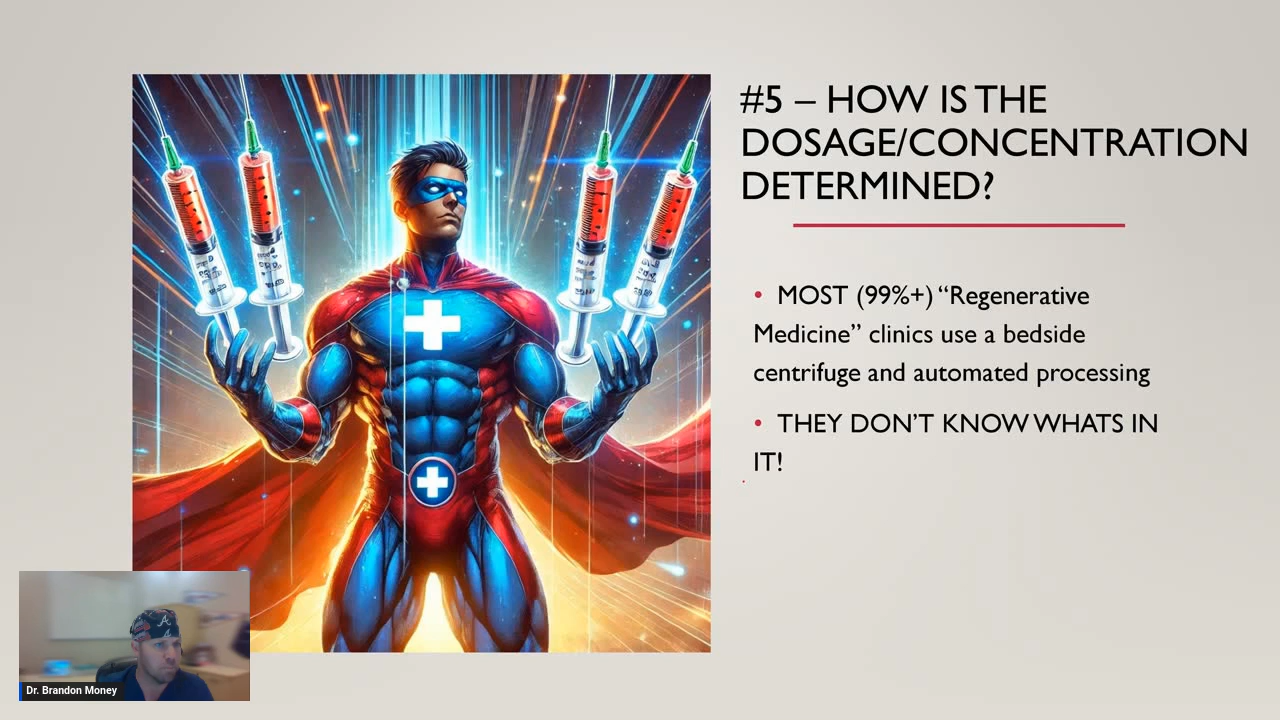 #5 – HOW IS THE
DOSAGE/CONCENTRATION
DETERMINED?
• MOST (99%+) “Regenerative
Medicine” clinics use a bedside
centrifuge and automated processing
• THEY DON’T KNOW WHATS IN
IT!
Dr. Brandon Money